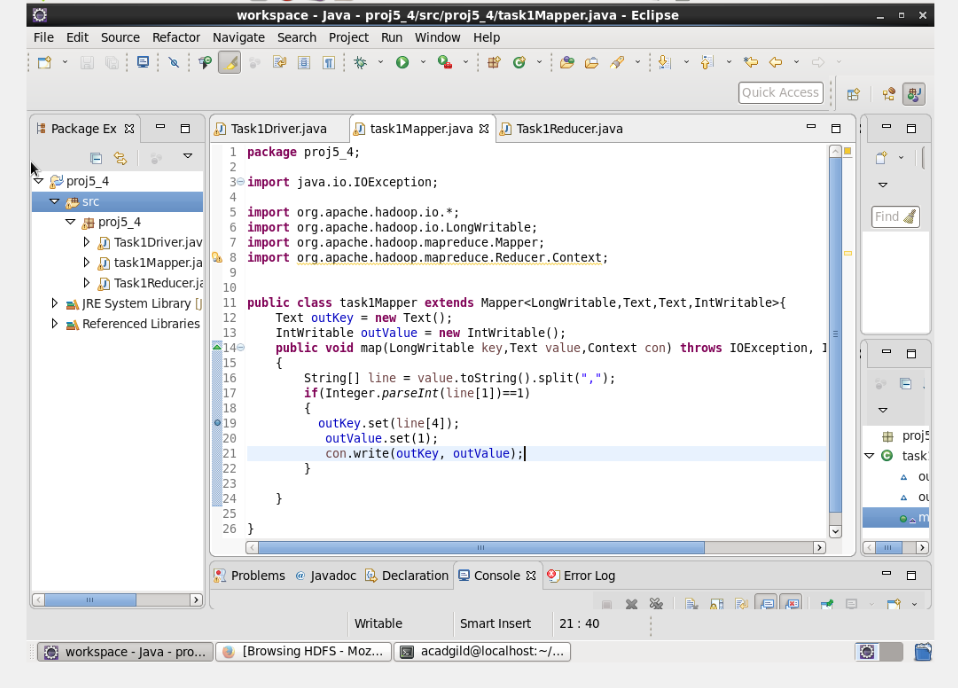 workspace - Java - proj5_4/src/proj5_4/task1Mapper.java - Eclipse
File Edit Source Refactor Navigate Search Project Run Window Help
Quick Access
Package Ex
Task1Driver.java task1Mapper.java Task1Reducer.java
proj5_4
src
proj5_4
Task1Driver.jav
task1Mapper.ja
Task1Reducer.ja
JRE System Library [J
Referenced Libraries
1 package proj5_4;
2
3 import java.io.IOException;
4
5 import org.apache.hadoop.io.*;
6 import org.apache.hadoop.io.LongWritable;
7 import org.apache.hadoop.mapreduce.Mapper;
8 import org.apache.hadoop.mapreduce.Reducer.Context;
9
10
11 public class task1Mapper extends Mapper<LongWritable,Text,Text,IntWritable>{
12 Text outKey = new Text();
13 IntWritable outValue = new IntWritable();
14 public void map(LongWritable key,Text value,Context con) throws IOException, I
15 {
16 String[] line = value.toString().split(",");
17 if(Integer.parseInt(line[1])==1)
18 {
19 outKey.set(line[4]);
20 outValue.set(1);
21 con.write(outKey, outValue);
22 }
23
24 }
25
26 }
Find
proj5
task
ou
ou
m
Problems @ Javadoc Declaration Console Error Log
Writable Smart Insert 21 : 40
workspace - Java - pro... [Browsing HDFS - Moz... acadgild@localhost:~/...